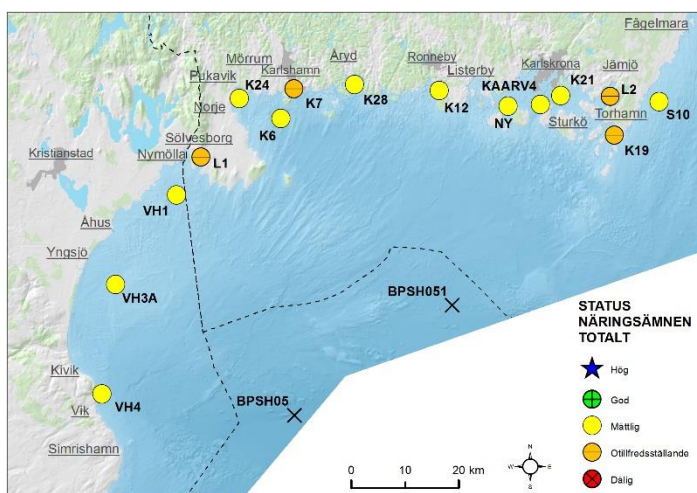 Fågelmara
Mörrum
Åryd
Ronneby
Karlskrona
Jämjö
Pukavik
K24
Karlshamn
Listerby
K21
K7
K28
KAARV4
L2
Norje
K12
K6
NY
Sturkö
Torhamn
S10
Sölvesborg
Kristianstad
Nymölla
L1
K19
VH1
Åhus
Yngsjö
VH3A
BPSH051
STATUS
NÄRINGSÄMNEN
TOTALT
Kivik
Hög
VH4
BPSH05
God
Vik
Måttlig
Simrishamn
N
W
E
S
Otillfredsställande
0 10 20 km
Dålig